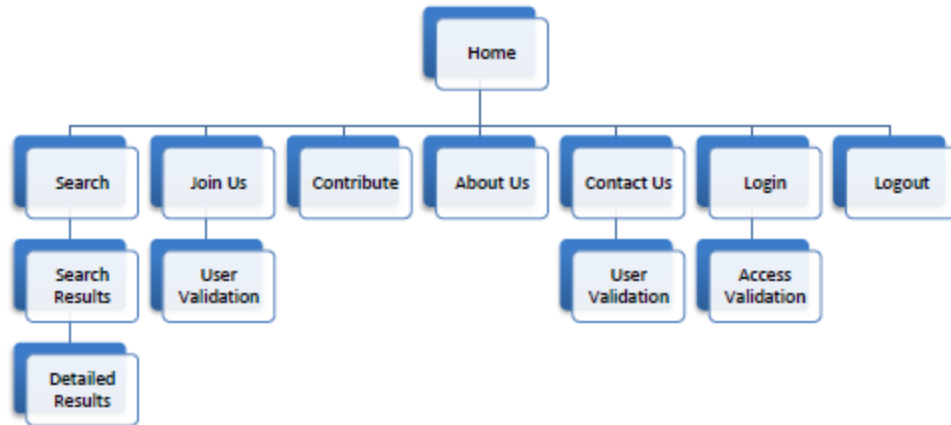 Home
Search
Join Us
Contribute
About Us
Contact Us
Login
Logout
Search
Results
User
Validation
User
Validation
Access
Validation
Detailed
Results